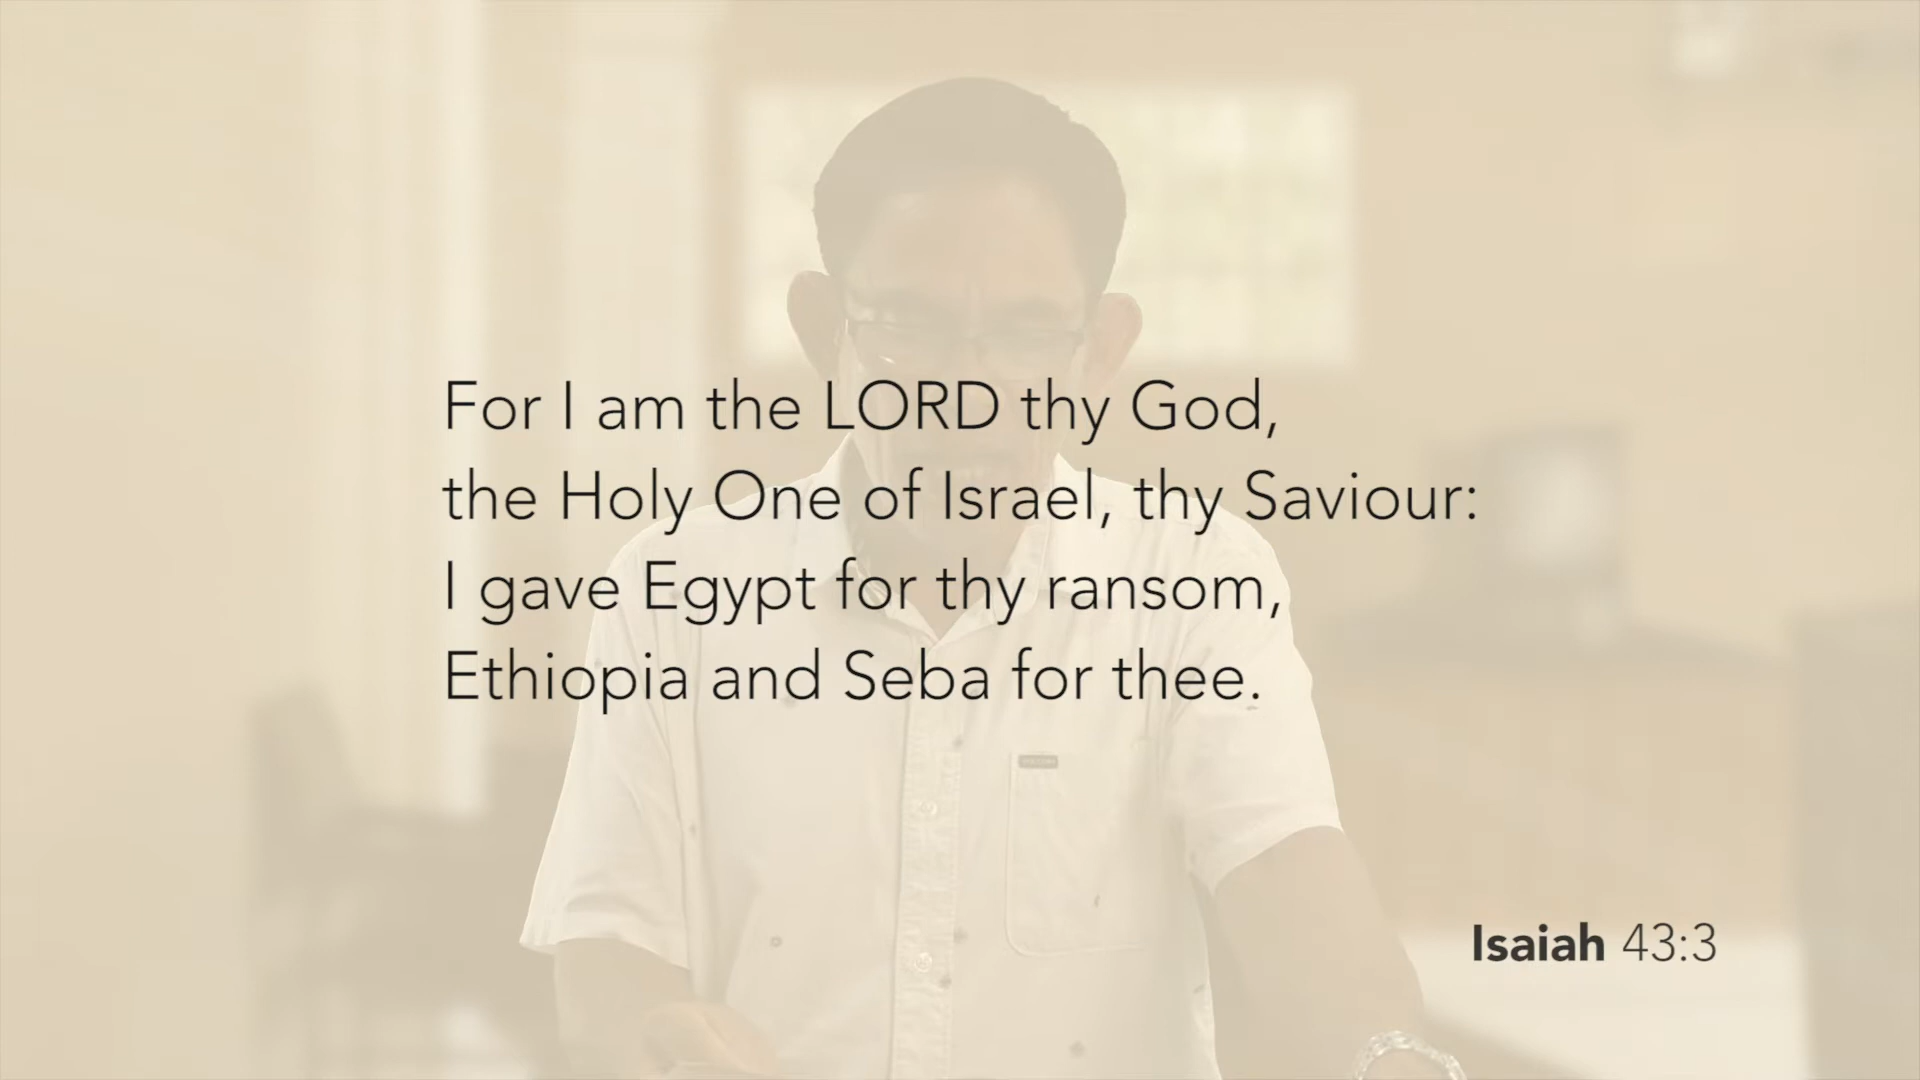 For I am the LORD thy God,
the Holy One of Israel, thy Saviour:
I gave Egypt for thy ransom,
Ethiopia and Seba for thee.
Isaiah 43:3